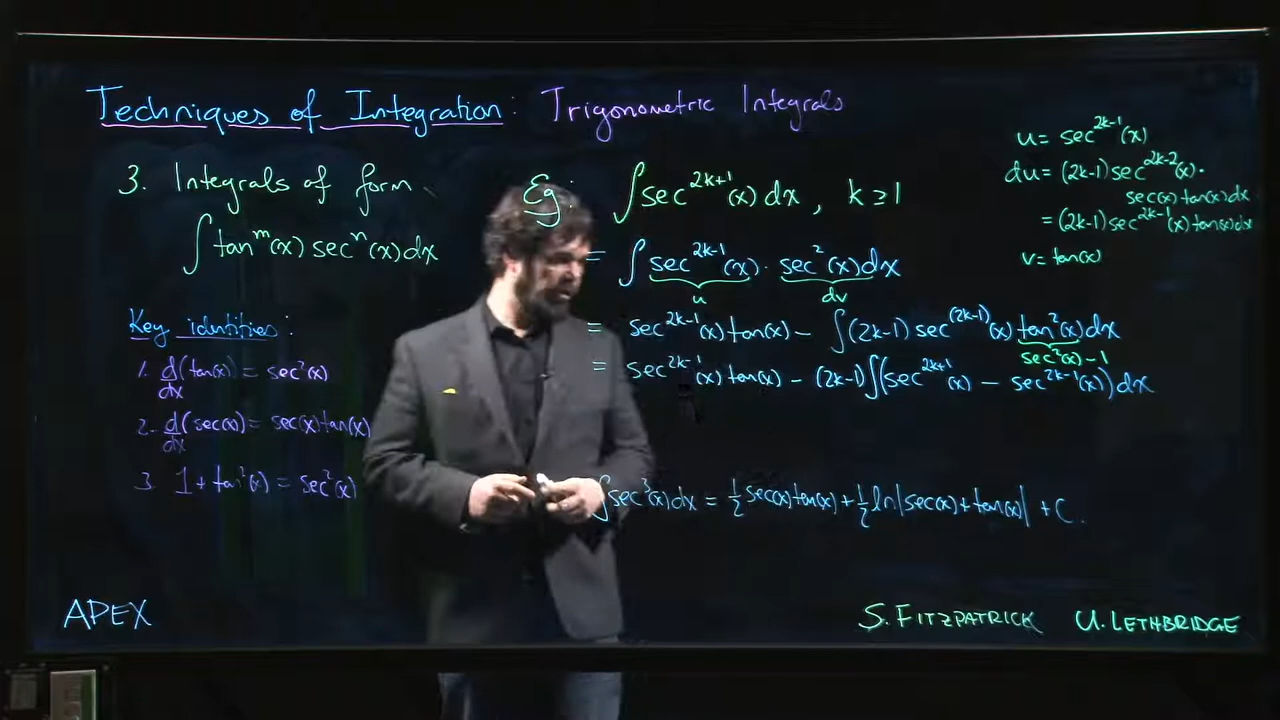 Techniques of Integration: Trigonometric Integrals
3. Integrals of form
∫tanᵐ(x) secⁿ(x) dx
Key identities:
1. d/dx (tan(x)) = sec²(x)
2. d/dx (sec(x)) = sec(x)tan(x)
3. 1 + tan²(x) = sec²(x)
Eg: ∫sec^{2k+1}(x) dx, k ≥ 1
= ∫ sec^{2k-1}(x) · sec²(x)dx
u dv
= sec^{2k-1}(x) tan(x) − ∫(2k-1) sec^{(2k-1)}(x) tan²(x)dx
sec²(x) − 1
= sec^{2k-1}(x) tan(x) − (2k-1)∫(sec^{2k+1}(x) − sec^{2k-1}(x))dx
∫sec³(x)dx = ½ sec(x)tan(x) + ½ ln|sec(x)+tan(x)| + C.
u = sec^{2k-1}(x)
du = (2k-1) sec^{2k-2}(x)·
sec(x) tan(x)dx
= (2k-1) sec^{2k-1}(x) tan(x)dx
v = tan(x)
APEX
S. FITZPATRICK U. LETHBRIDGE